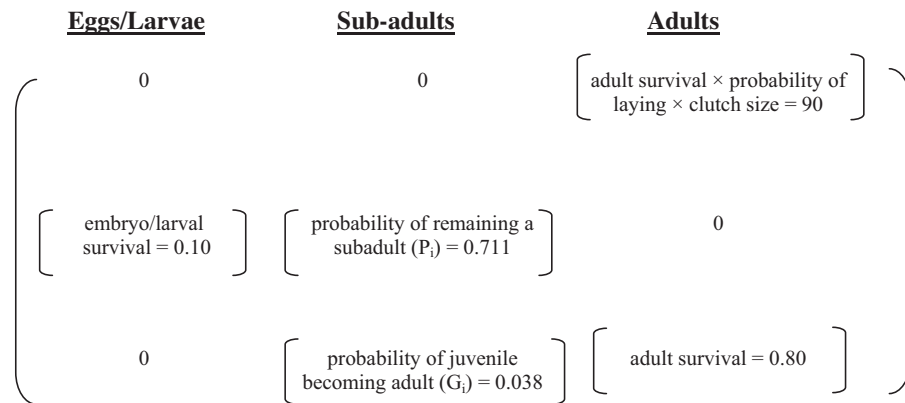 Eggs/Larvae Sub-adults Adults
0 0 adult survival × probability of
laying × clutch size = 90
embryo/larval
survival = 0.10
probability of remaining a
subadult (Pi) = 0.711
0
0
probability of juvenile
becoming adult (Gi) = 0.038
adult survival = 0.80